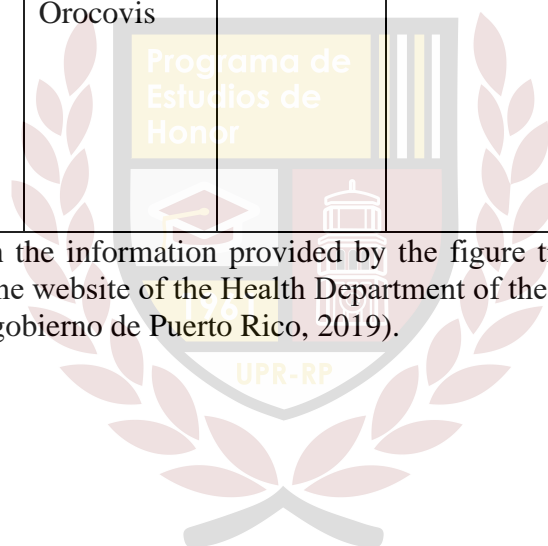 Orocovis
Programa de
Estudios de
Honor
the information provided by the figure
website of the Health Department of the
gobierno de Puerto Rico, 2019).
UPR-RP